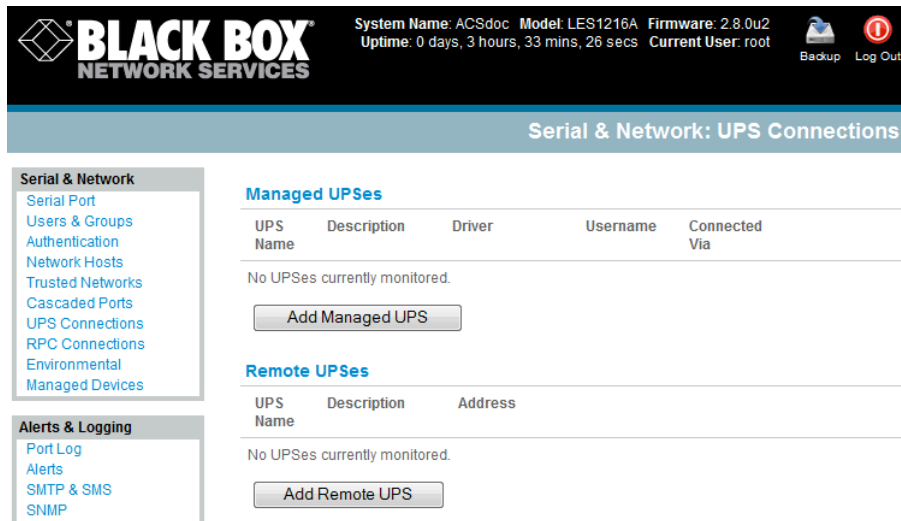 BLACK BOX®
NETWORK SERVICES
System Name: ACSdoc Model: LES1216A Firmware: 2.8.0u2
Uptime: 0 days, 3 hours, 33 mins, 26 secs Current User: root
Backup
Log Out
Serial & Network: UPS Connections
Serial & Network
Serial Port
Users & Groups
Authentication
Network Hosts
Trusted Networks
Cascaded Ports
UPS Connections
RPC Connections
Environmental
Managed Devices
Alerts & Logging
Port Log
Alerts
SMTP & SMS
SNMP
Managed UPSes
UPS Name Description Driver Username Connected Via
No UPSes currently monitored.
Add Managed UPS
Remote UPSes
UPS Name Description Address
No UPSes currently monitored.
Add Remote UPS